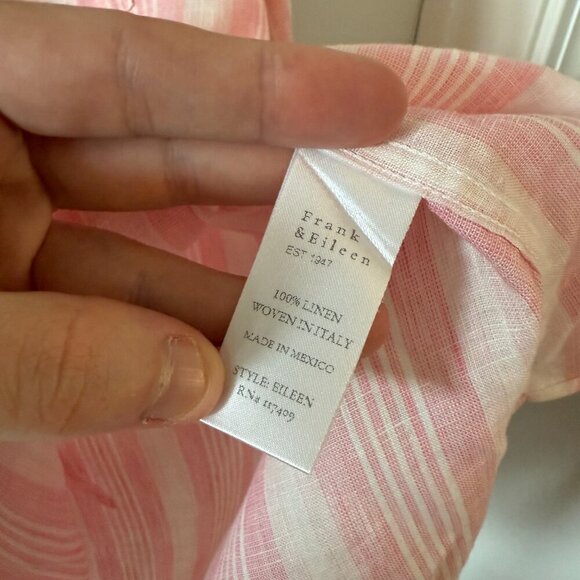 Frank
&Eileen
EST 1947
100% LINEN
WOVEN IN ITALY
MADE IN MEXICO
STYLE: EILEEN
RN# 117409